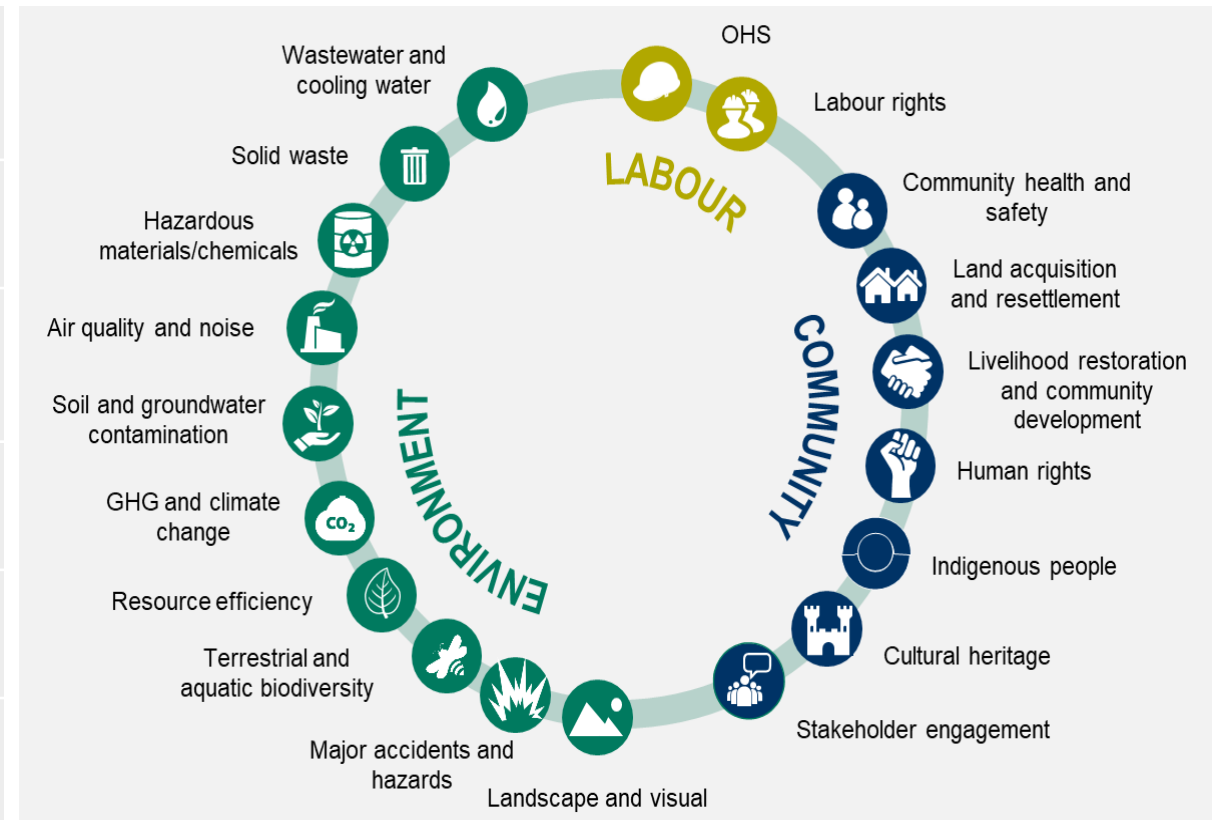 OHS
Labour rights
LABOUR
Community health and
safety
Land acquisition
and resettlement
Livelihood restoration
and community
development
Human rights
Indigenous people
Cultural heritage
Stakeholder engagement
COMMUNITY
Wastewater and
cooling water
Solid waste
Hazardous
materials/chemicals
Air quality and noise
Soil and groundwater
contamination
GHG and climate
change
CO₂
Resource efficiency
Terrestrial and
aquatic biodiversity
Major accidents and
hazards
Landscape and visual
ENVIRONMENT